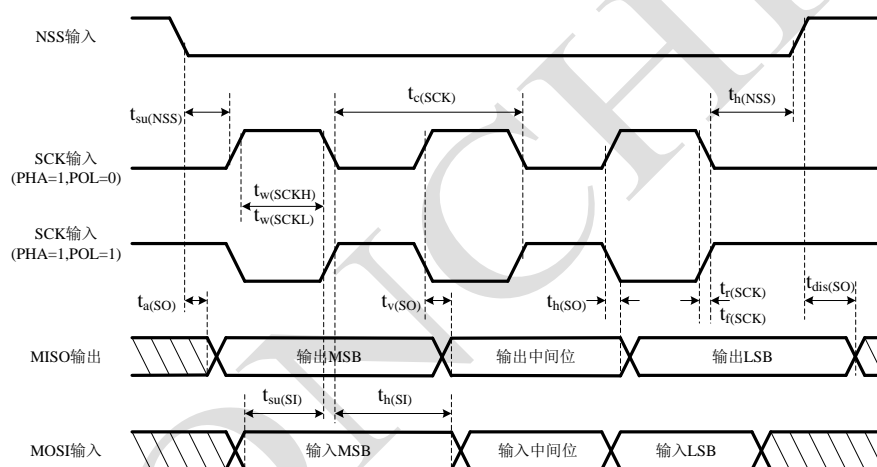 NSS输入
tsu(NSS)
tc(SCK)
th(NSS)
SCK输入
(PHA=1,POL=0)
tw(SCKH)
tw(SCKL)
SCK输入
(PHA=1,POL=1)
ta(SO)
tv(SO)
th(SO)
tr(SCK)
tf(SCK)
tdis(SO)
MISO输出
输出MSB
输出中间位
输出LSB
tsu(SI)
th(SI)
MOSI输入
输入MSB
输入中间位
输入LSB